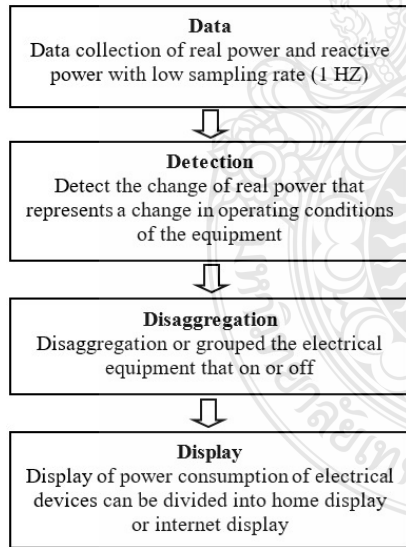 Data
Data collection of real power and reactive
power with low sampling rate (1 HZ)
Detection
Detect the change of real power that
represents a change in operating conditions
of the equipment
Disaggregation
Disaggregation or grouped the electrical
equipment that on or off
Display
Display of power consumption of electrical
devices can be divided into home display
or internet display